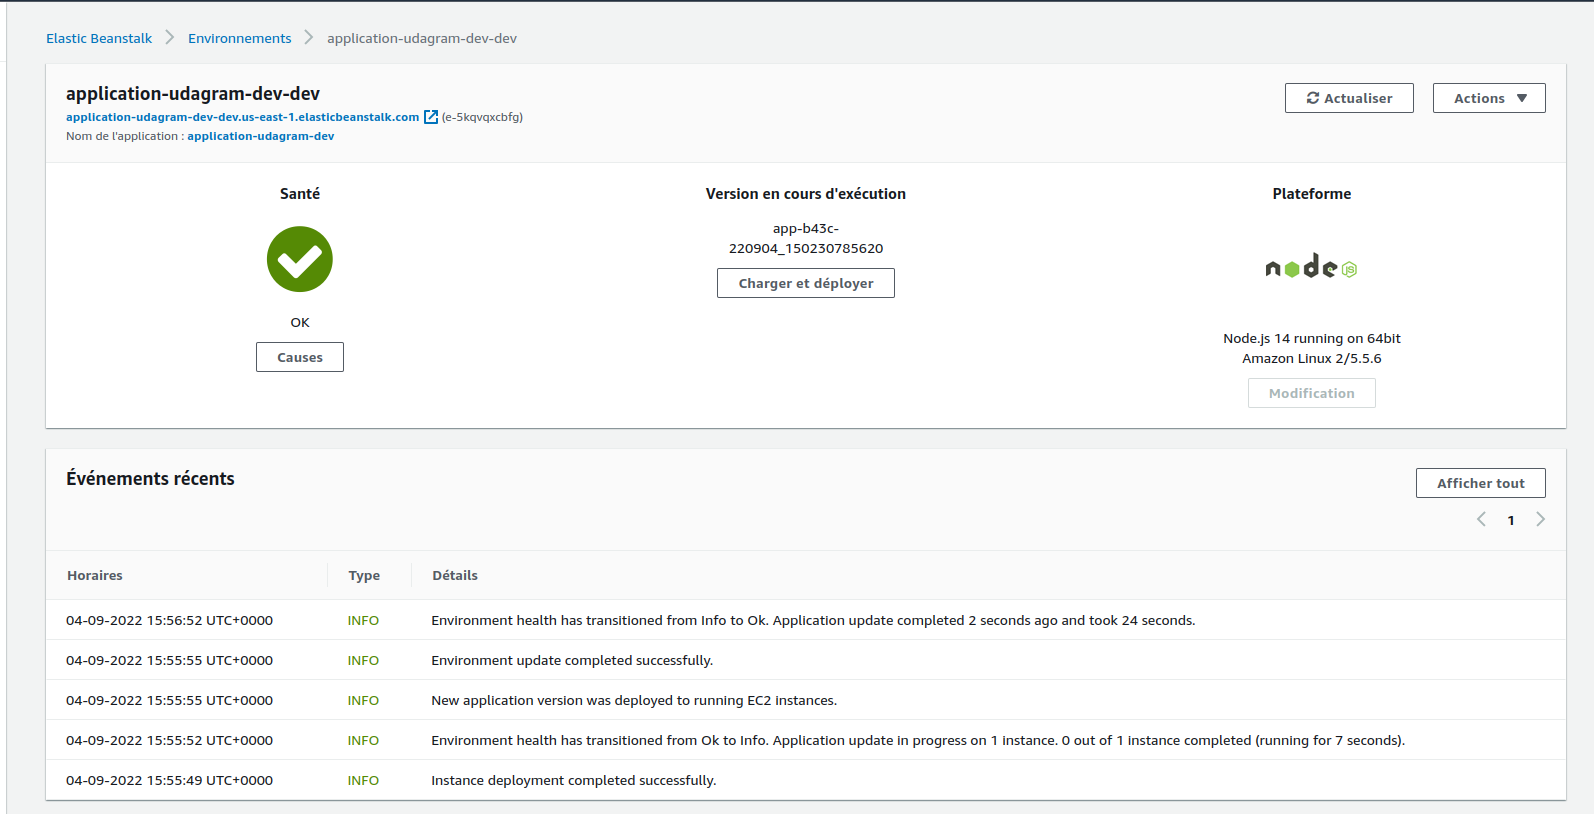 Elastic Beanstalk > Environnements > application-udagram-dev-dev
application-udagram-dev-dev
Actualiser
Actions
application-udagram-dev-dev.us-east-1.elasticbeanstalk.com (e-5kqvqxcbfg)
Nom de l'application : application-udagram-dev
Santé
OK
Causes
Version en cours d'exécution
app-b43c-
220904_150230785620
Charger et déployer
Plateforme
node JS
Node.js 14 running on 64bit
Amazon Linux 2/5.5.6
Modification
Événements récents
Afficher tout
1
Horaires Type Détails
04-09-2022 15:56:52 UTC+0000 INFO Environment health has transitioned from Info to Ok. Application update completed 2 seconds ago and took 24 seconds.
04-09-2022 15:55:55 UTC+0000 INFO Environment update completed successfully.
04-09-2022 15:55:55 UTC+0000 INFO New application version was deployed to running EC2 instances.
04-09-2022 15:55:52 UTC+0000 INFO Environment health has transitioned from Ok to Info. Application update in progress on 1 instance. 0 out of 1 instance completed (running for 7 seconds).
04-09-2022 15:55:49 UTC+0000 INFO Instance deployment completed successfully.